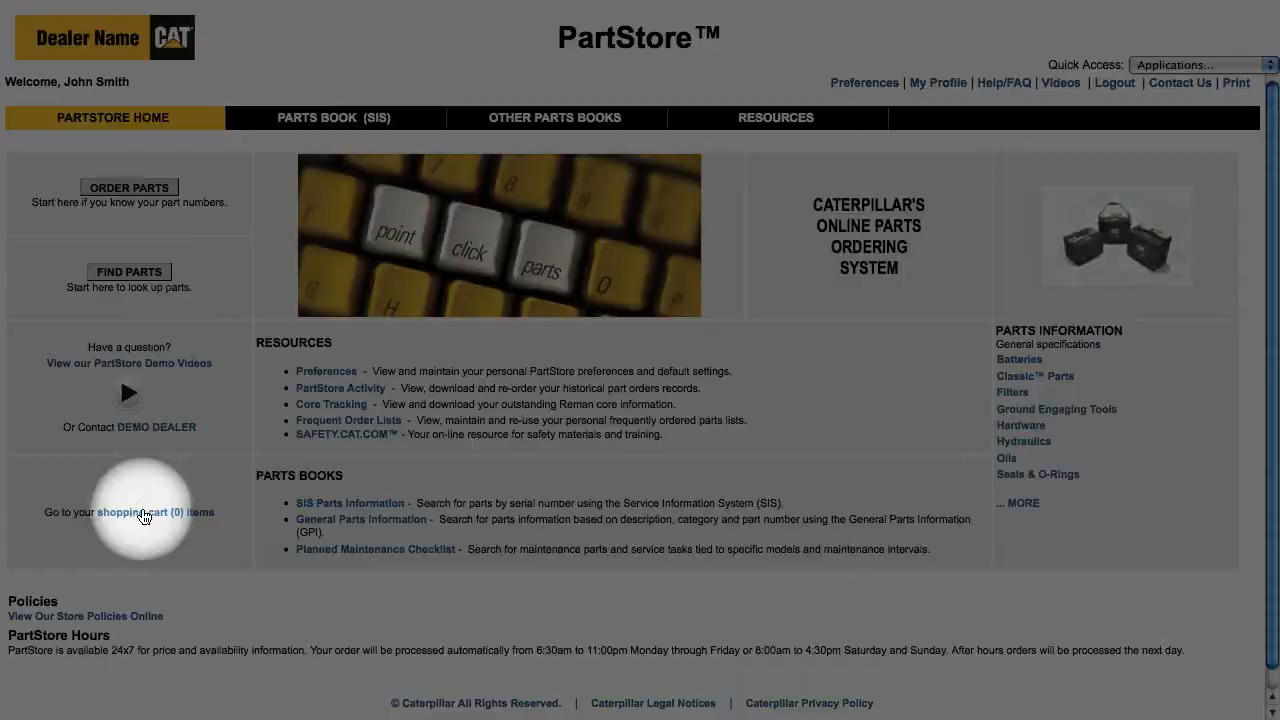 Dealer Name CAT
PartStore™
Quick Access: Applications...
Welcome, John Smith
Preferences | My Profile | Help/FAQ | Videos | Logout | Contact Us | Print
PARTSTORE HOME PARTS BOOK (SIS) OTHER PARTS BOOKS RESOURCES
ORDER PARTS
Start here if you know your part numbers.
FIND PARTS
Start here to look up parts.
point click parts
CATERPILLAR'S
ONLINE PARTS
ORDERING
SYSTEM
Have a question?
View our PartStore Demo Videos
Or Contact DEMO DEALER
Go to your shopping cart (0) items
RESOURCES
Preferences - View and maintain your personal PartStore preferences and default settings.
PartStore Activity - View, download and re-order your historical part orders records.
Core Tracking - View and download your outstanding Reman core information.
Frequent Order Lists - View, maintain and re-use your personal frequently ordered parts lists.
SAFETY.CAT.COM™ - Your on-line resource for safety materials and training.
PARTS BOOKS
SIS Parts Information - Search for parts by serial number using the Service Information System (SIS).
General Parts Information - Search for parts information based on description, category and part number using the General Parts Information
(GPI).
Planned Maintenance Checklist - Search for maintenance parts and service tasks tied to specific models and maintenance intervals.
PARTS INFORMATION
General specifications
Batteries
Classic™ Parts
Filters
Ground Engaging Tools
Hardware
Hydraulics
Oils
Seals & O-Rings
... MORE
Policies
View Our Store Policies Online
PartStore Hours
PartStore is available 24x7 for price and availability information. Your order will be processed automatically from 6:30am to 11:00pm Monday through Friday or 8:00am to 4:30pm Saturday and Sunday. After hours orders will be processed the next day.
© Caterpillar All Rights Reserved. | Caterpillar Legal Notices | Caterpillar Privacy Policy